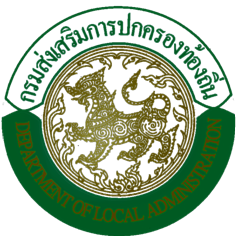 กรมส่งเสริมการปกครองท้องถิ่น
DEPARTMENT OF LOCAL ADMINISTRATION